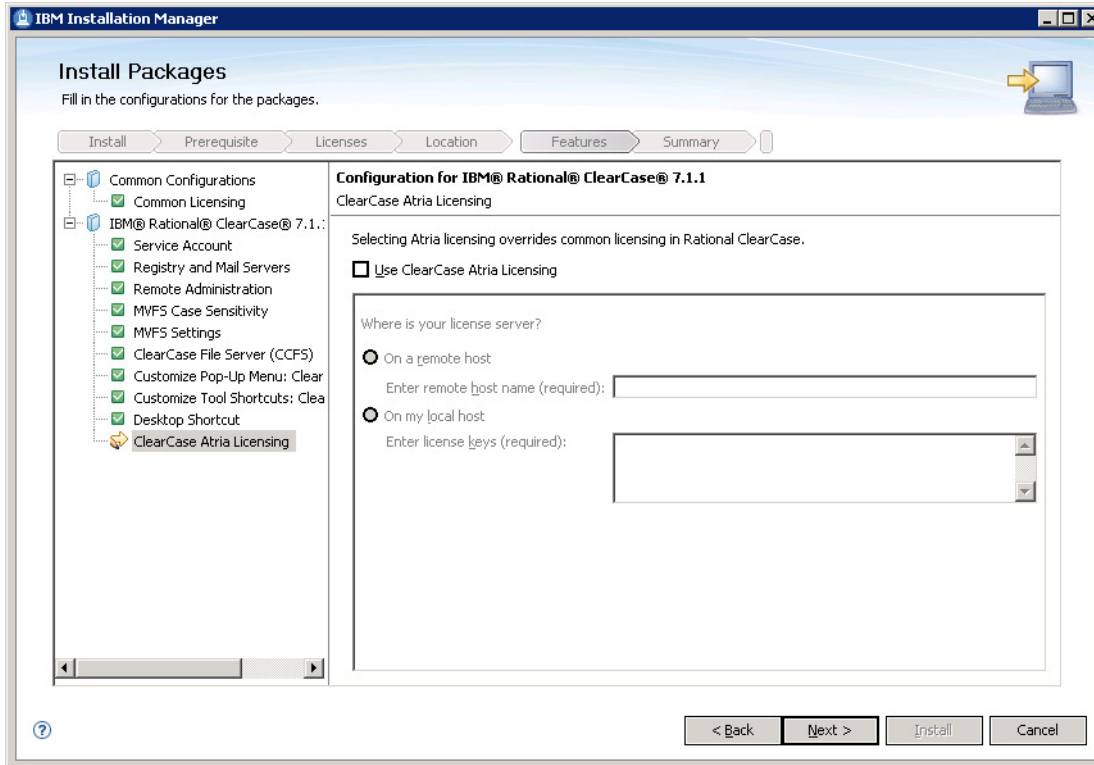 IBM Installation Manager
Install Packages
Fill in the configurations for the packages.
Install
Prerequisite
Licenses
Location
Features
Summary
Common Configurations
Common Licensing
IBM® Rational® ClearCase® 7.1.
Service Account
Registry and Mail Servers
Remote Administration
MVFS Case Sensitivity
MVFS Settings
ClearCase File Server (CCFS)
Customize Pop-Up Menu: Clear
Customize Tool Shortcuts: Clea
Desktop Shortcut
ClearCase Atria Licensing
Configuration for IBM® Rational® ClearCase® 7.1.1
ClearCase Atria Licensing
Selecting Atria licensing overrides common licensing in Rational ClearCase.
Use ClearCase Atria Licensing
Where is your license server?
On a remote host
Enter remote host name (required):
On my local host
Enter license keys (required):
?
< Back
Next >
Install
Cancel